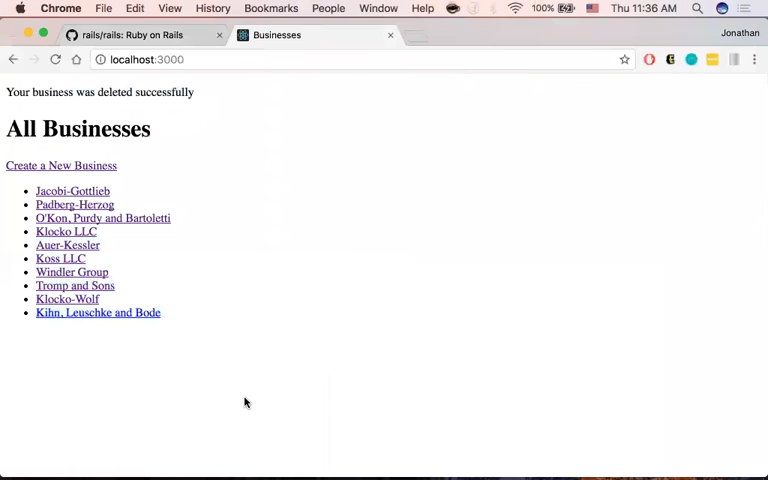 Chrome File Edit View History Bookmarks People Window Help 100% Thu 11:36 AM
rails/rails: Ruby on Rails
Businesses
Jonathan
localhost:3000
Your business was deleted successfully
All Businesses
Create a New Business
Jacobi-Gottlieb
Padberg-Herzog
O'Kon, Purdy and Bartoletti
Klocko LLC
Auer-Kessler
Koss LLC
Windler Group
Tromp and Sons
Klocko-Wolf
Kihn, Leuschke and Bode